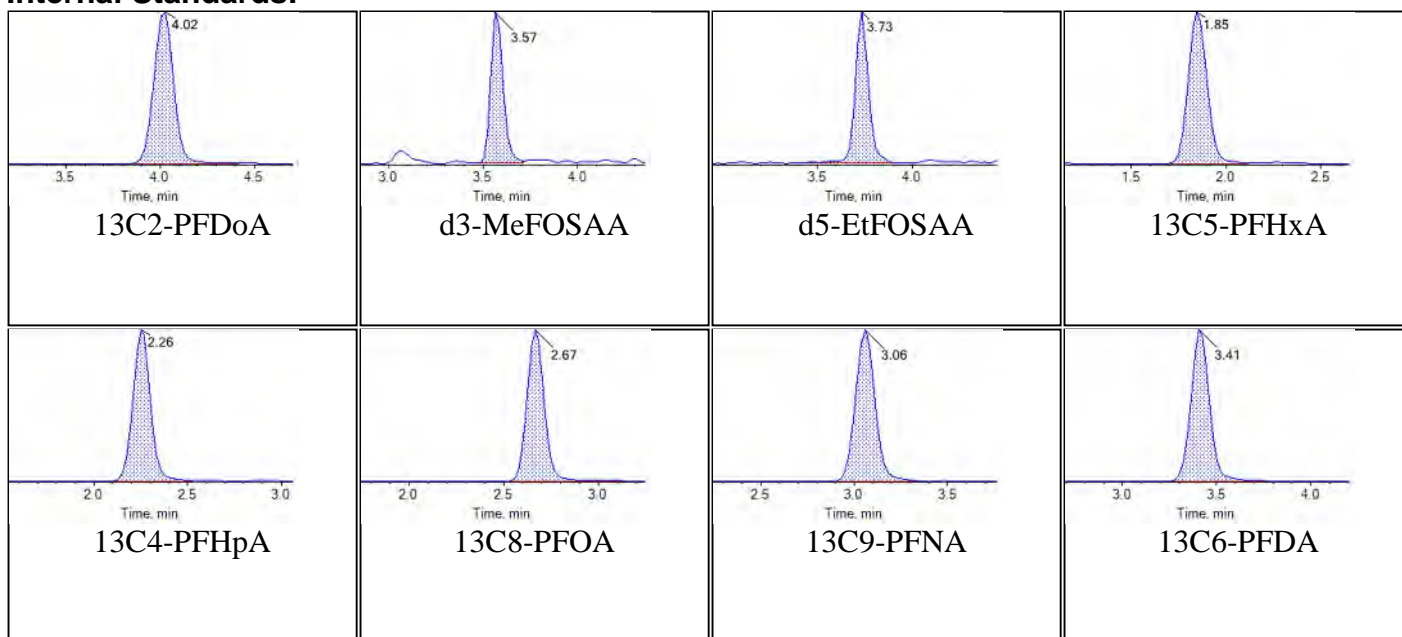 Internal Standards:
4.02
3.57
3.73
1.85
3.5 4.0 4.5
3.0 3.5 4.0
3.5 4.0
1.5 2.0 2.5
Time, min
Time, min
Time, min
Time, min
13C2-PFDoA
d3-MeFOSAA
d5-EtFOSAA
13C5-PFHxA
2.26
2.67
3.06
3.41
2.0 2.5 3.0
2.0 2.5 3.0
2.5 3.0 3.5
3.0 3.5 4.0
Time, min
Time, min
Time, min
Time, min
13C4-PFHpA
13C8-PFOA
13C9-PFNA
13C6-PFDA